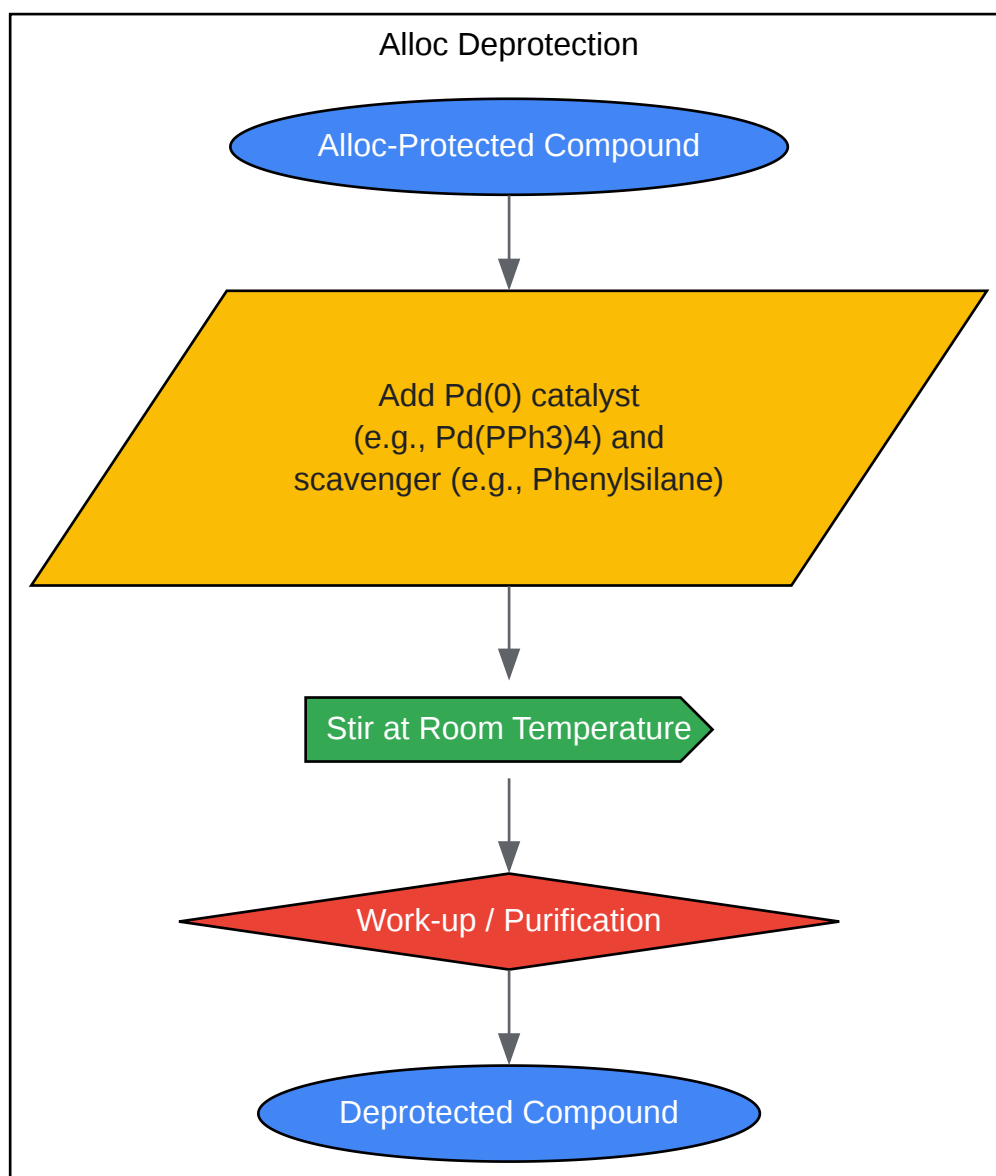 Alloc Deprotection
Alloc-Protected Compound
Add Pd(0) catalyst
(e.g., Pd(PPh3)4) and
scavenger (e.g., Phenylsilane)
Stir at Room Temperature
Work-up / Purification
Deprotected Compound